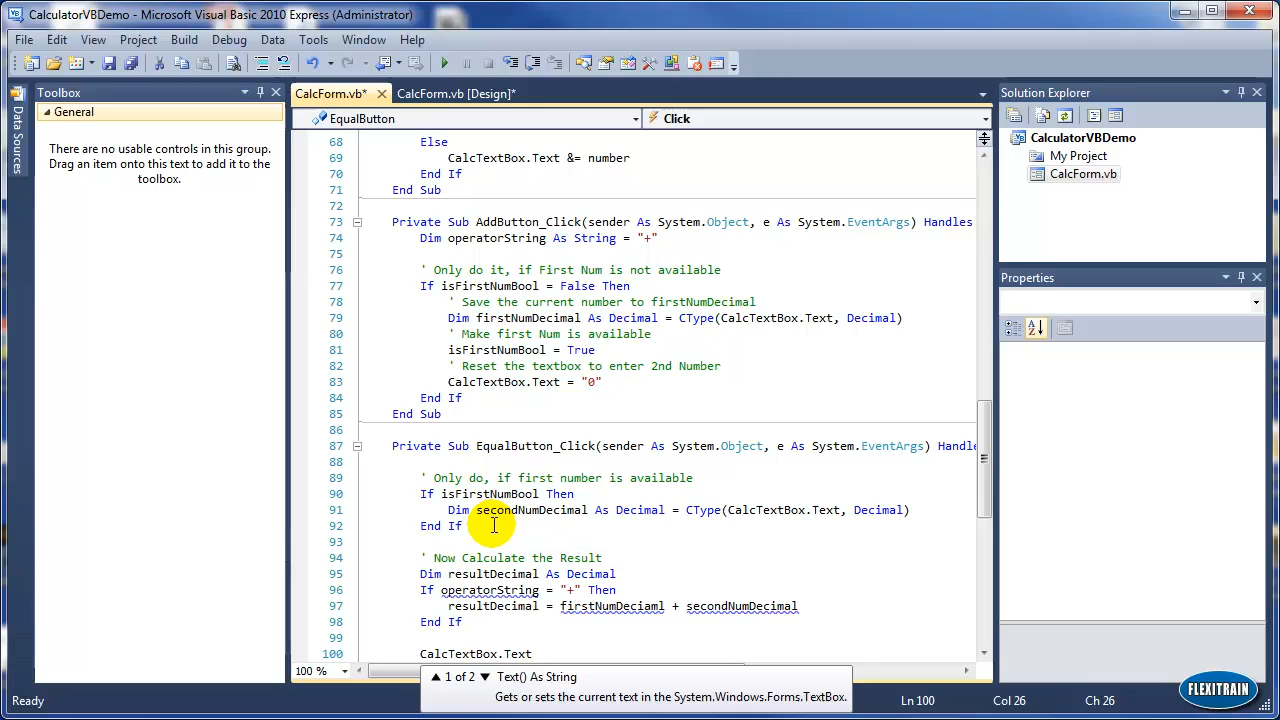 CalculatorVBDemo - Microsoft Visual Basic 2010 Express (Administrator)
File Edit View Project Build Debug Data Tools Window Help
Toolbox
General
There are no usable controls in this group.
Drag an item onto this text to add it to the
toolbox.
Data Sources
CalcForm.vb* CalcForm.vb [Design]*
EqualButton Click
68 Else
69 CalcTextBox.Text &= number
70 End If
71 End Sub
72
73 Private Sub AddButton_Click(sender As System.Object, e As System.EventArgs) Handles
74 Dim operatorString As String = "+"
75
76 ' Only do it, if First Num is not available
77 If isFirstNumBool = False Then
78 ' Save the current number to firstNumDecimal
79 Dim firstNumDecimal As Decimal = CType(CalcTextBox.Text, Decimal)
80 ' Make first Num is available
81 isFirstNumBool = True
82 ' Reset the textbox to enter 2nd Number
83 CalcTextBox.Text = "0"
84 End If
85 End Sub
86
87 Private Sub EqualButton_Click(sender As System.Object, e As System.EventArgs) Handle
88
89 ' Only do, if first number is available
90 If isFirstNumBool Then
91 Dim secondNumDecimal As Decimal = CType(CalcTextBox.Text, Decimal)
92 End If
93
94 ' Now Calculate the Result
95 Dim resultDecimal As Decimal
96 If operatorString = "+" Then
97 resultDecimal = firstNumDeciaml + secondNumDecimal
98 End If
99
100 CalcTextBox.Text
100 %
1 of 2 Text() As String
Gets or sets the current text in the System.Windows.Forms.TextBox.
Solution Explorer
CalculatorVBDemo
My Project
CalcForm.vb
Properties
Ready Ln 100 Col 26 Ch 26
FLEXITRAIN